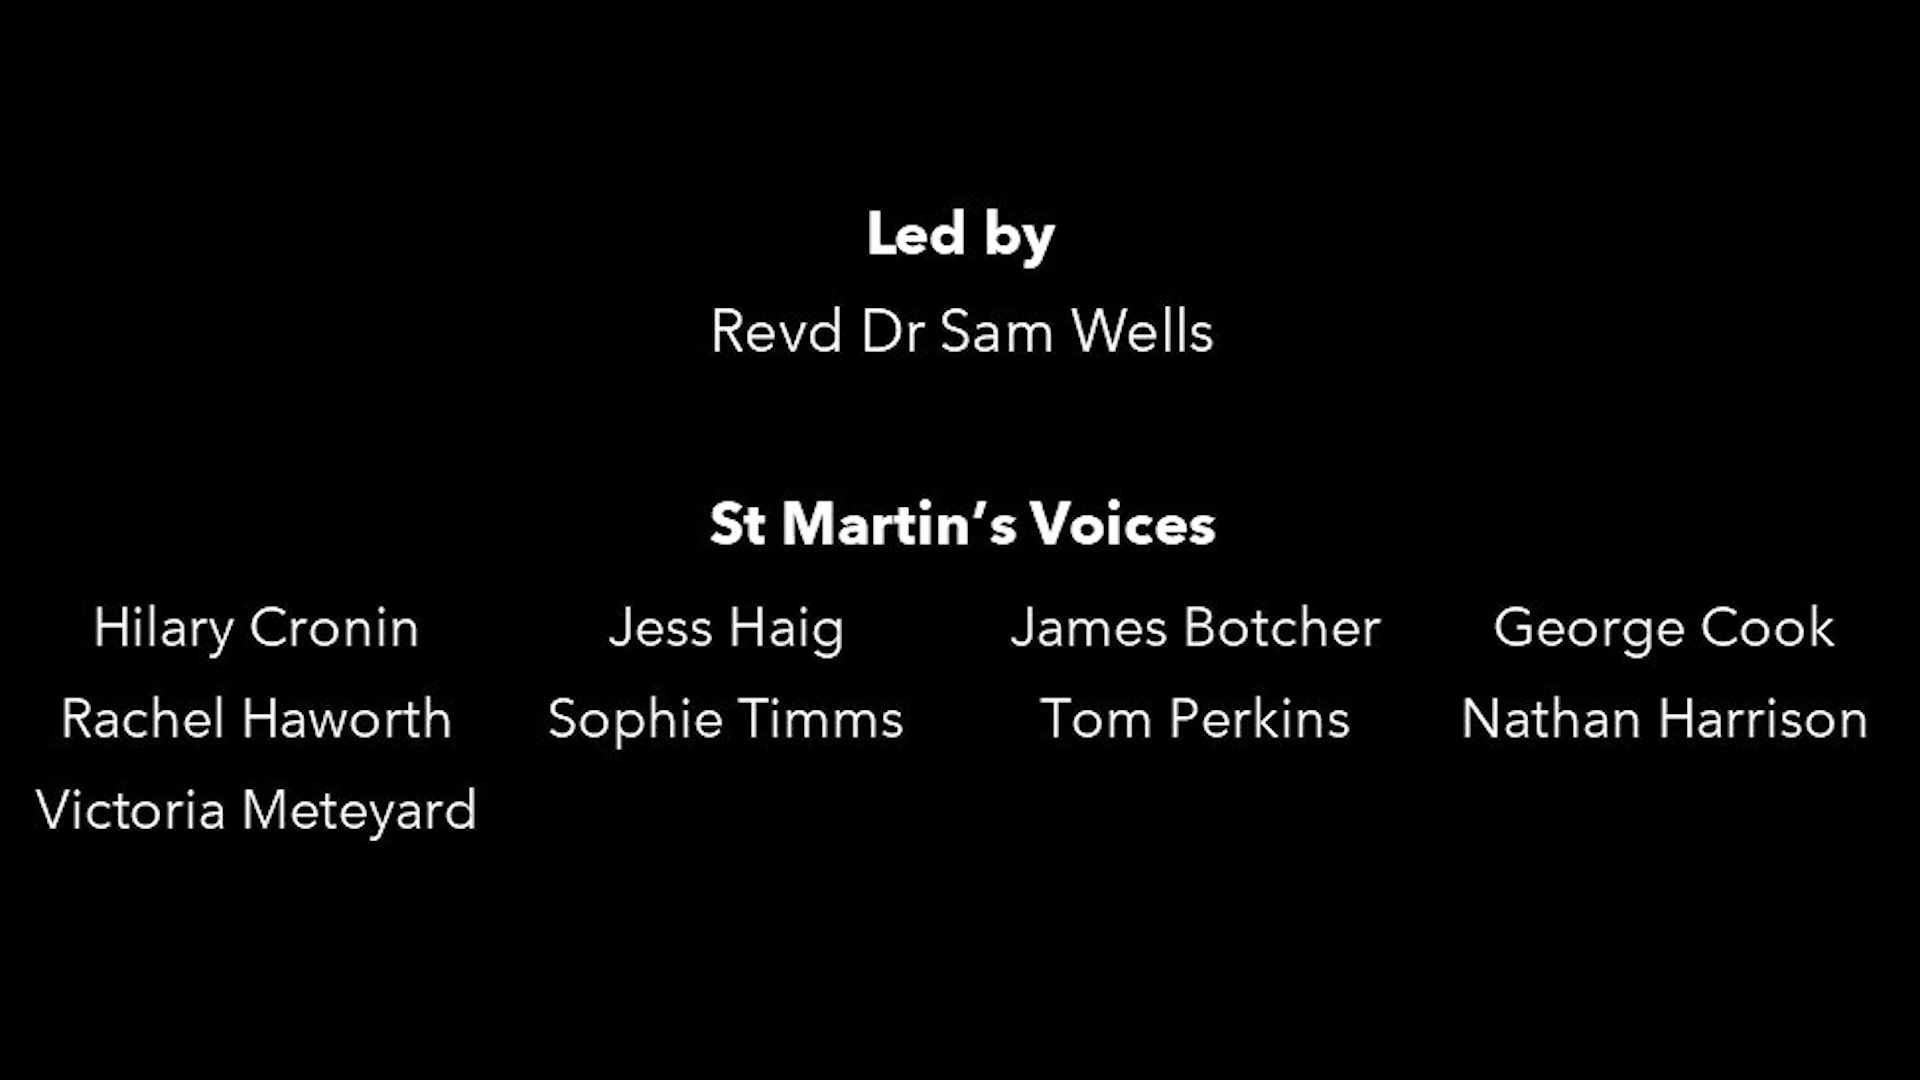 Led by
Revd Dr Sam Wells
St Martin’s Voices
Hilary Cronin Jess Haig James Botcher George Cook
Rachel Haworth Sophie Timms Tom Perkins Nathan Harrison
Victoria Meteyard